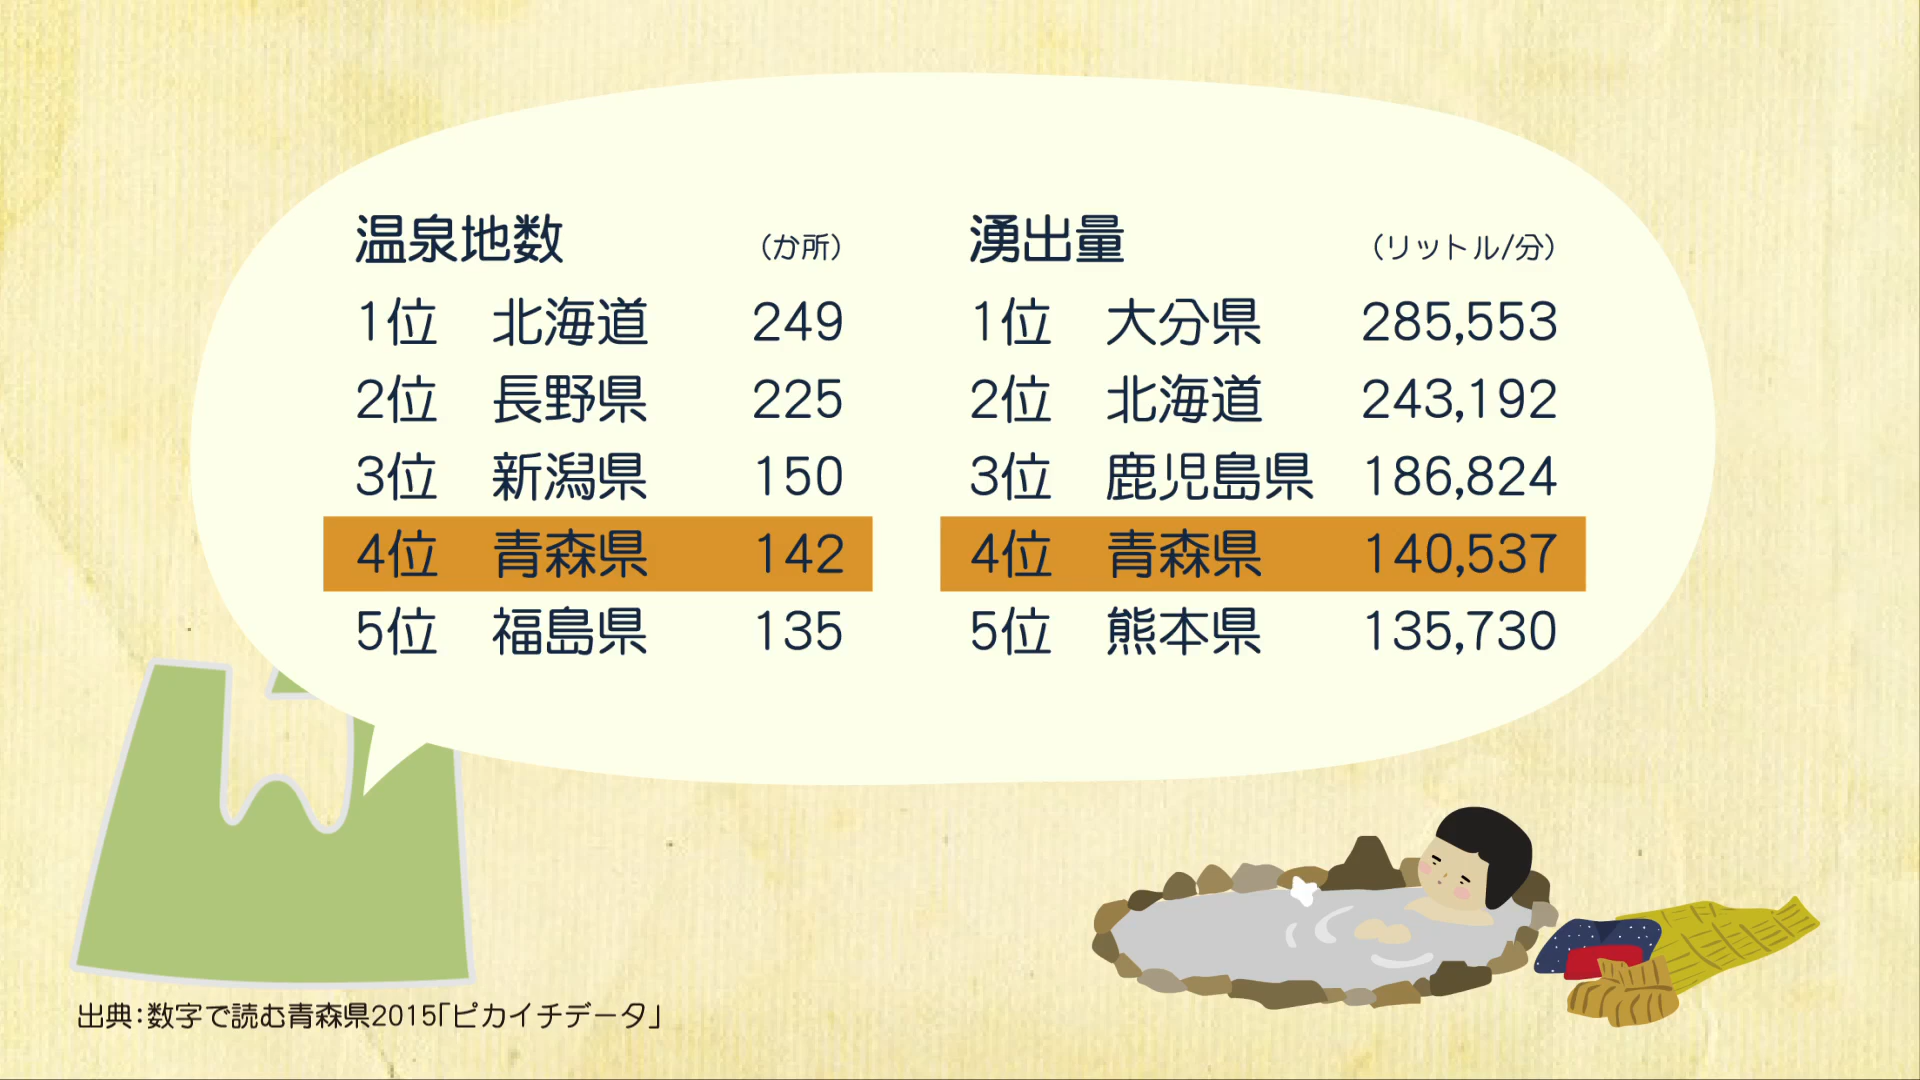 温泉地数 （か所）
1位 北海道 249
2位 長野県 225
3位 新潟県 150
4位 青森県 142
5位 福島県 135
湧出量 （リットル/分）
1位 大分県 285,553
2位 北海道 243,192
3位 鹿児島県 186,824
4位 青森県 140,537
5位 熊本県 135,730
出典：数字で読む青森県2015「ピカイチデータ」